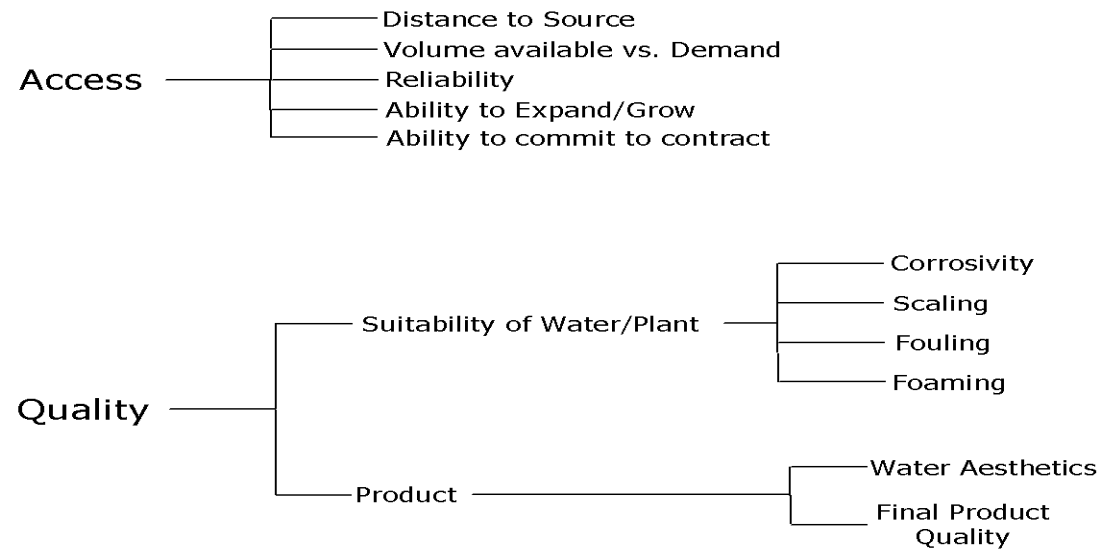 Distance to Source
Volume available vs. Demand
Access
Reliability
Ability to Expand/Grow
Ability to commit to contract
Corrosivity
Scaling
Suitability of Water/Plant
Fouling
Foaming
Quality
Water Aesthetics
Product
Final Product
Quality